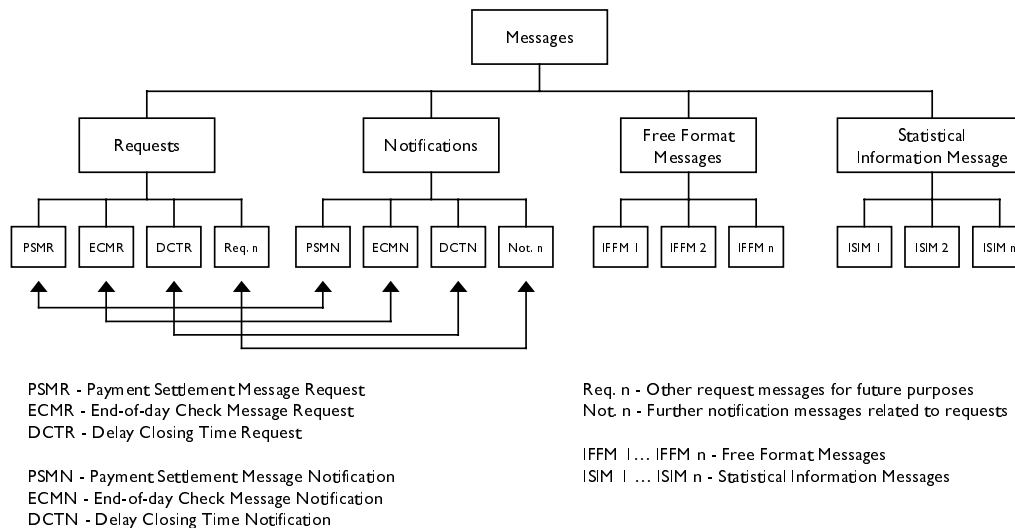 Messages
Requests
Notifications
Free Format
Messages
Statistical
Information Message
PSMR
ECMR
DCTR
Req. n
PSMN
ECMN
DCTN
Not. n
IFFM 1
IFFM 2
IFFM n
ISIM 1
ISIM 2
ISIM n
PSMR - Payment Settlement Message Request
ECMR - End-of-day Check Message Request
DCTR - Delay Closing Time Request
PSMN - Payment Settlement Message Notification
ECMN - End-of-day Check Message Notification
DCTN - Delay Closing Time Notification
Req. n - Other request messages for future purposes
Not. n - Further notification messages related to requests
IFFM 1... IFFM n - Free Format Messages
ISIM 1 ... ISIM n - Statistical Information Messages